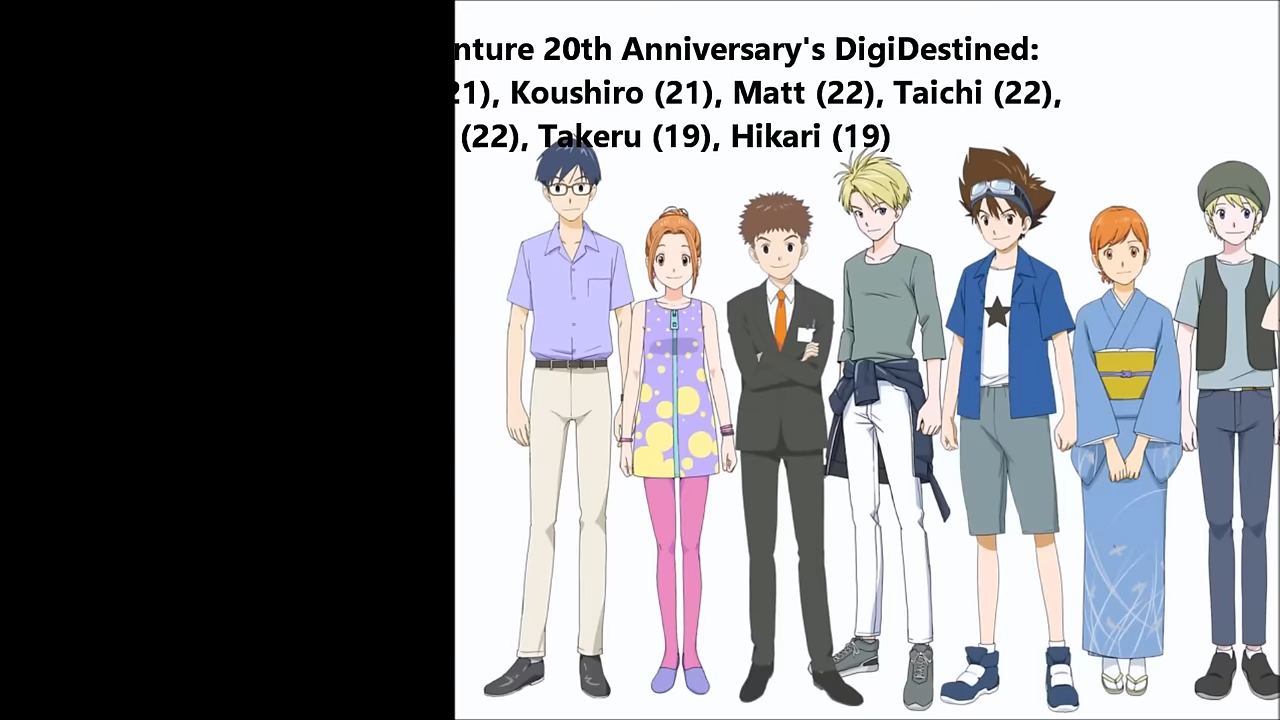 nture 20th Anniversary's DigiDestined:
21), Koushiro (21), Matt (22), Taichi (22),
(22), Takeru (19), Hikari (19)